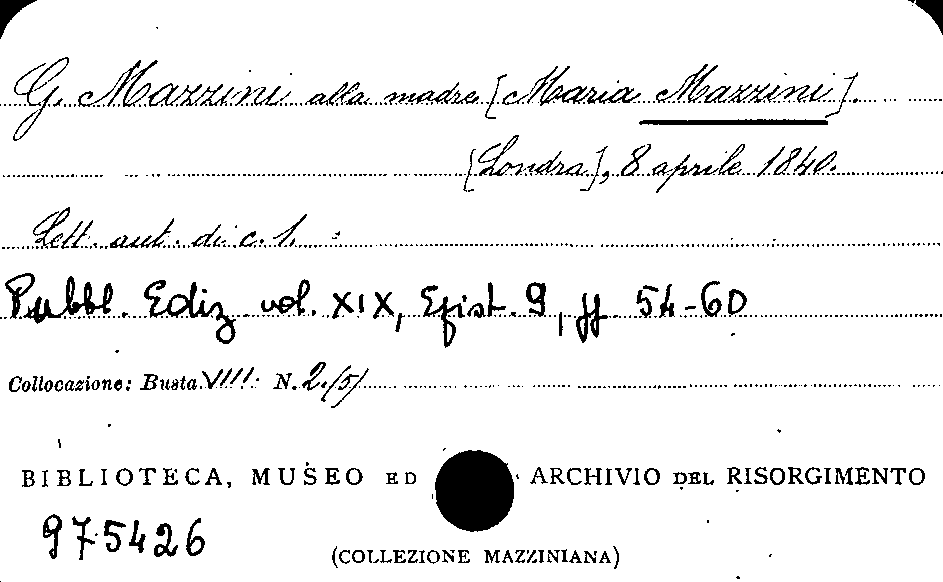 G. Mazzini alla madre [Maria Mazzini].
[Londra], 8 aprile 1840.
Lett. aut. di c. 1.
Pubbl. Ediz. vol. XIX, Epist. 9, pp. 54-60
Collocazione: Busta VIII N. 2/(5)
BIBLIOTECA, MUSEO ED ARCHIVIO DEL RISORGIMENTO
975426
(COLLEZIONE MAZZINIANA)